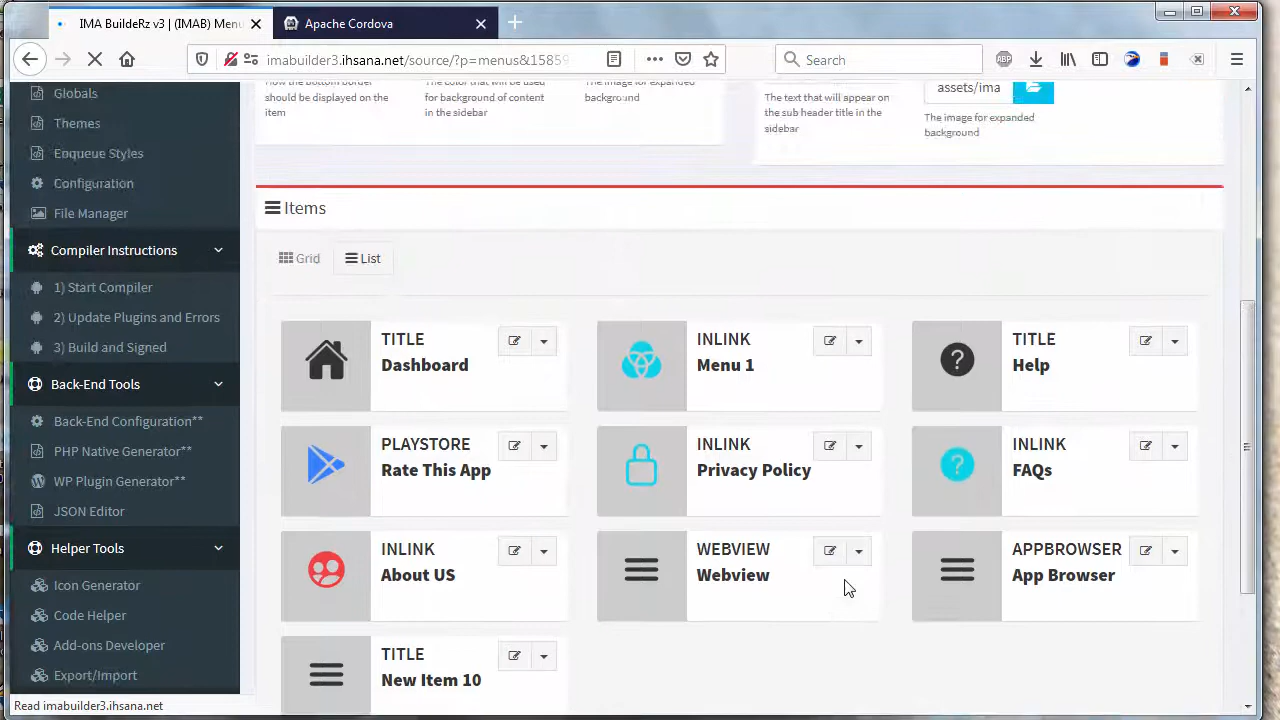 IMA BuildeRz v3 | (IMAB) Menu
Apache Cordova
imabuilder3.ihsana.net/source/?p=menus&15859
Search
Globals
Themes
Enqueue Styles
Configuration
File Manager
Compiler Instructions
1) Start Compiler
2) Update Plugins and Errors
3) Build and Signed
Back-End Tools
Back-End Configuration**
PHP Native Generator**
WP Plugin Generator**
JSON Editor
Helper Tools
Icon Generator
Code Helper
Add-ons Developer
Export/Import
How the bottom border
should be displayed on the
item
The color that will be used
for background of content
in the sidebar
The image for expanded
background
The text that will appear on
the sub header title in the
sidebar
assets/ima
The image for expanded
background
Items
Grid
List
TITLE
Dashboard
INLINK
Menu 1
TITLE
Help
PLAYSTORE
Rate This App
INLINK
Privacy Policy
INLINK
FAQs
INLINK
About US
WEBVIEW
Webview
APPBROWSER
App Browser
TITLE
New Item 10
Read imabuilder3.ihsana.net